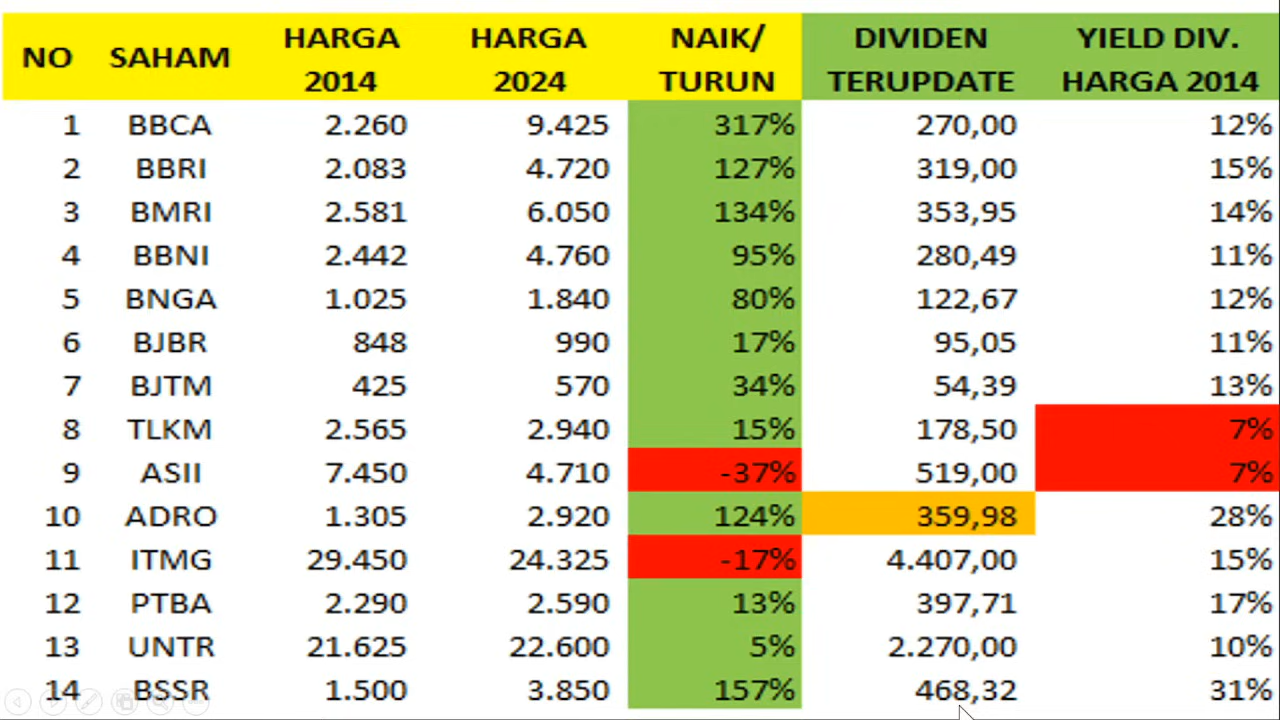 NO SAHAM HARGA 2014 HARGA 2024 NAIK/ TURUN DIVIDEN TERUPDATE YIELD DIV. HARGA 2014
1 BBCA 2.260 9.425 317% 270,00 12%
2 BBRI 2.083 4.720 127% 319,00 15%
3 BMRI 2.581 6.050 134% 353,95 14%
4 BBNI 2.442 4.760 95% 280,49 11%
5 BNGA 1.025 1.840 80% 122,67 12%
6 BJBR 848 990 17% 95,05 11%
7 BJTM 425 570 34% 54,39 13%
8 TLKM 2.565 2.940 15% 178,50 7%
9 ASII 7.450 4.710 -37% 519,00 7%
10 ADRO 1.305 2.920 124% 359,98 28%
11 ITMG 29.450 24.325 -17% 4.407,00 15%
12 PTBA 2.290 2.590 13% 397,71 17%
13 UNTR 21.625 22.600 5% 2.270,00 10%
14 BSSR 1.500 3.850 157% 468,32 31%